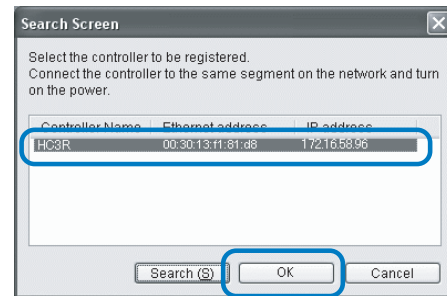 Search Screen
Select the controller to be registered.
Connect the controller to the same segment on the network and turn
on the power.
Controller Name Ethernet address IP address
HC3R 00:30:13:f1:81:d8 172.16.58.96
Search (S) OK Cancel